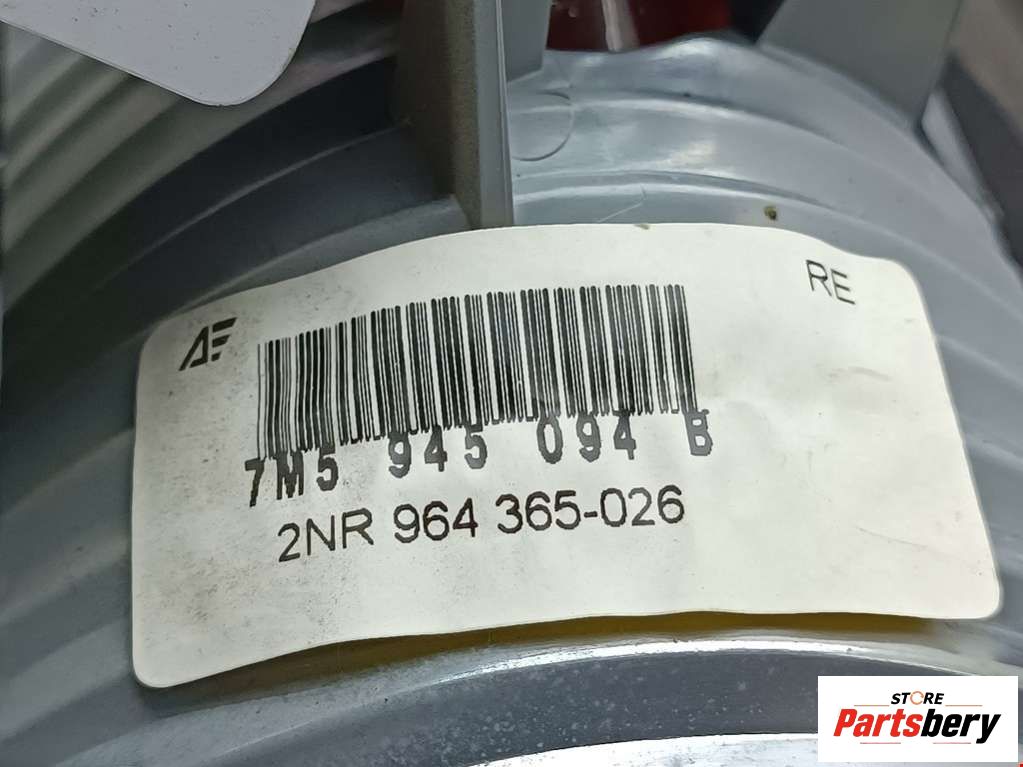 RE
7M5 945 094 B
2NR 964 365-026
STORE
Partsbery